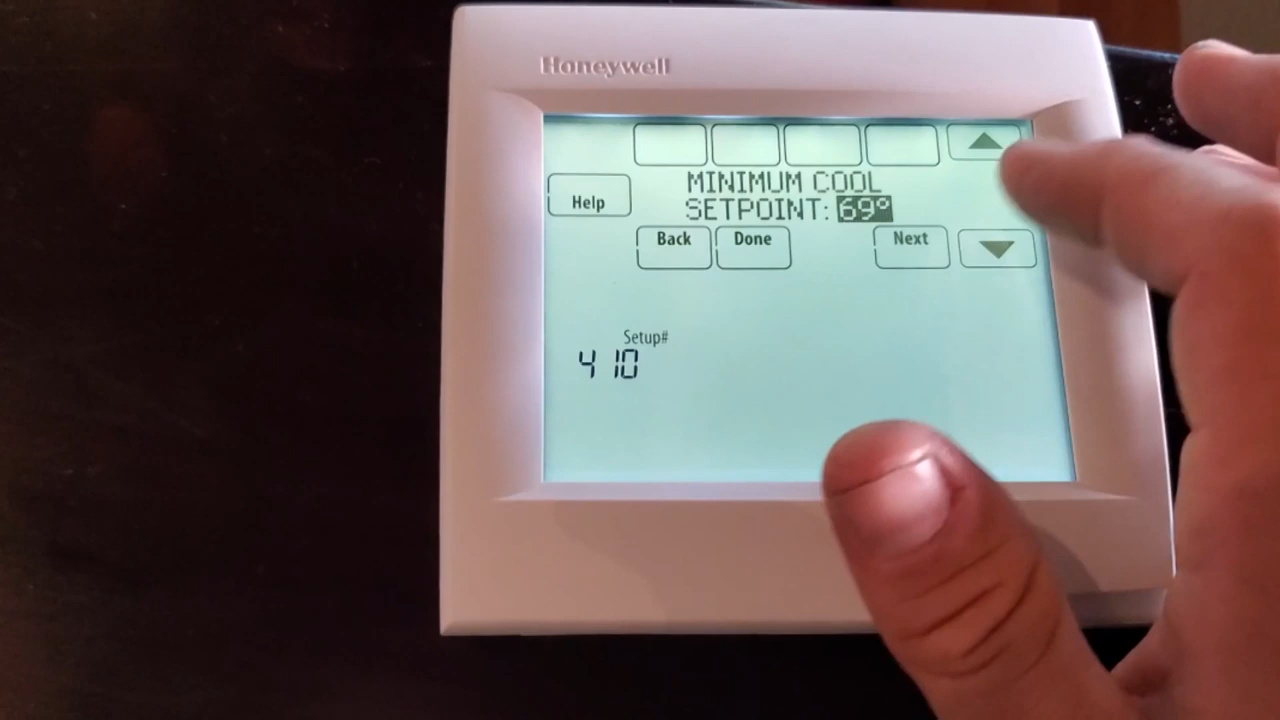 Honeywell
MINIMUM COOL
Help
SETPOINT: 69°
Back Done Next
Setup#
4 10